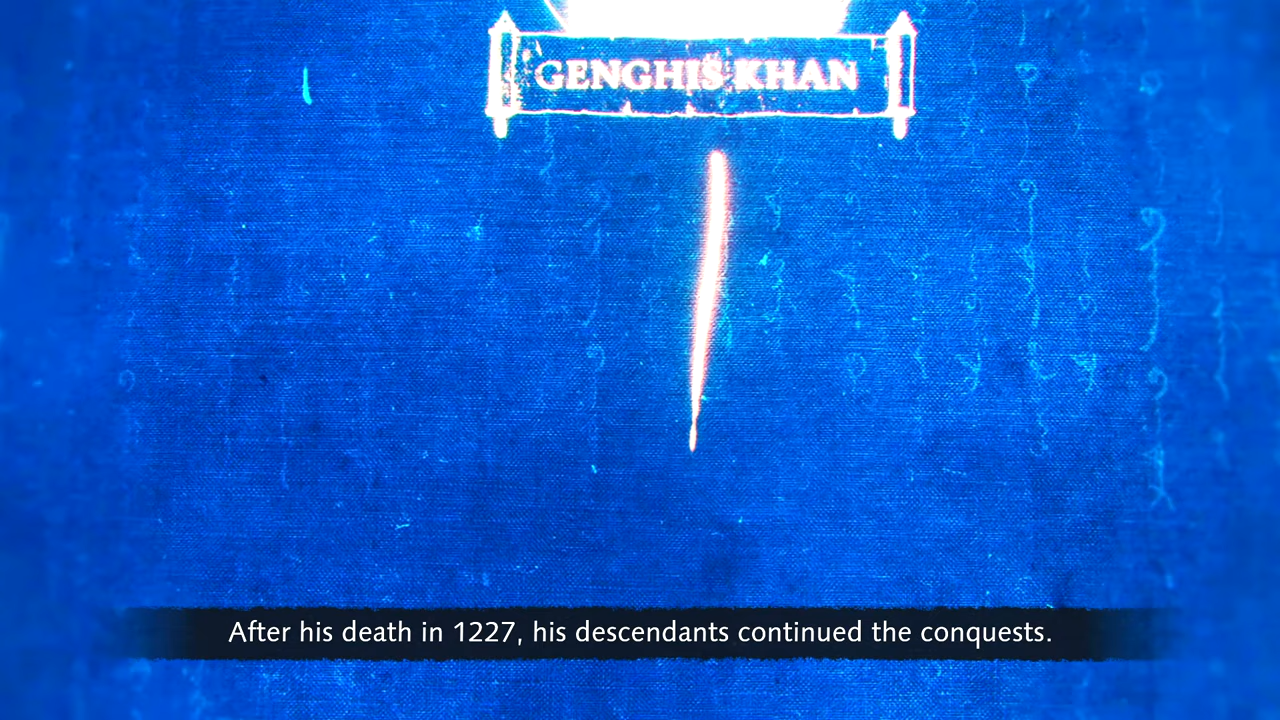 GENGHIS KHAN
After his death in 1227, his descendants continued the conquests.